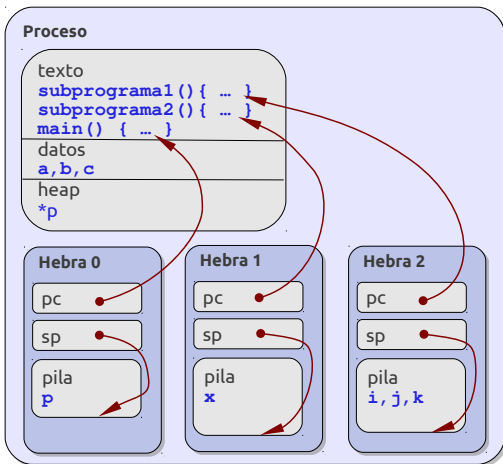 Proceso
texto
subprograma1(){ … }
subprograma2(){ … }
main() { … }
datos
a,b,c
heap
*p
Hebra 0
pc
sp
pila
p
Hebra 1
pc
sp
pila
x
Hebra 2
pc
sp
pila
i,j,k